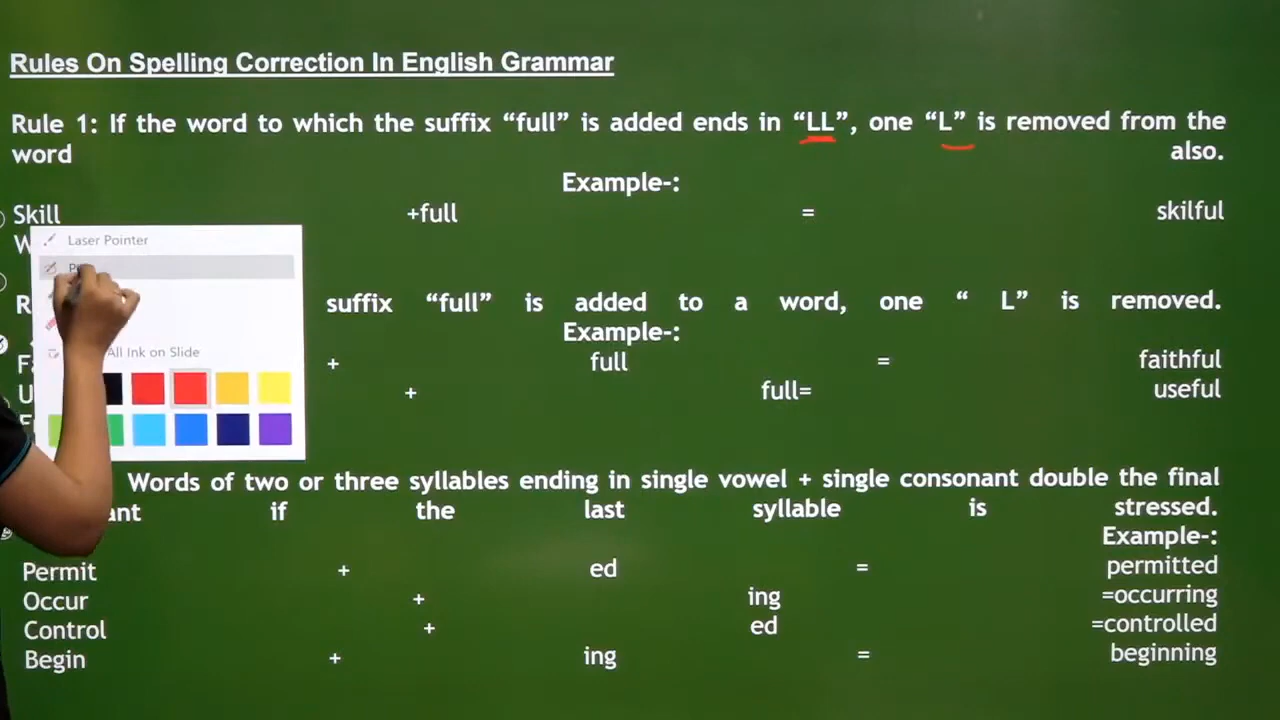 Rules On Spelling Correction In English Grammar
Rule 1: If the word to which the suffix “full” is added ends in “LL”, one “L” is removed from the
word also.
Example-:
Skill +full = skilful
W
Laser Pointer
R suffix “full” is added to a word, one “ L” is removed.
Example-:
All Ink on Slide
Fa + full = faithful
U + full= useful
Words of two or three syllables ending in single vowel + single consonant double the final
ant if the last syllable is stressed.
Example-:
Permit + ed = permitted
Occur + ing =occurring
Control + ed =controlled
Begin + ing = beginning